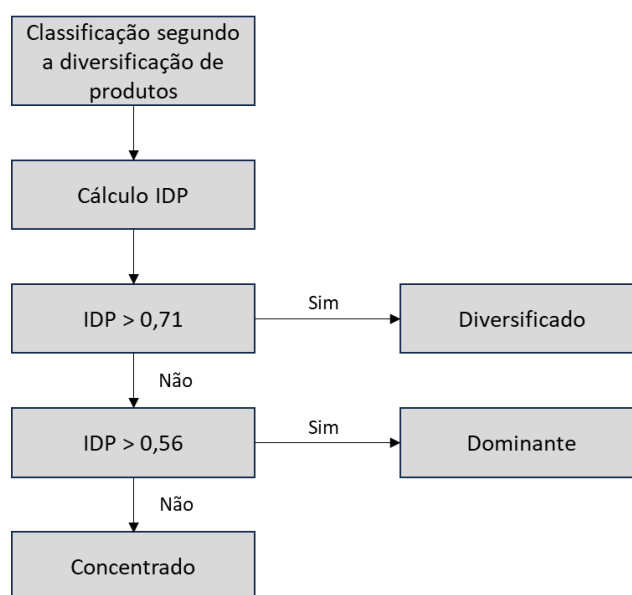 Classificação segundo
a diversificação de
produtos
Cálculo IDP
IDP > 0,71
Sim
Diversificado
Não
IDP > 0,56
Sim
Dominante
Não
Concentrado